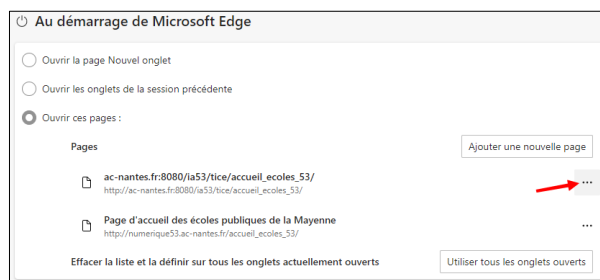 Au démarrage de Microsoft Edge
Ouvrir la page Nouvel onglet
Ouvrir les onglets de la session précédente
Ouvrir ces pages :
Pages
Ajouter une nouvelle page
ac-nantes.fr:8080/ia53/tice/accueil_ecoles_53/
http://ac-nantes.fr:8080/ia53/tice/accueil_ecoles_53/
Page d'accueil des écoles publiques de la Mayenne
http://numerique53.ac-nantes.fr/accueil_ecoles_53/
Effacer la liste et la définir sur tous les onglets actuellement ouverts
Utiliser tous les onglets ouverts